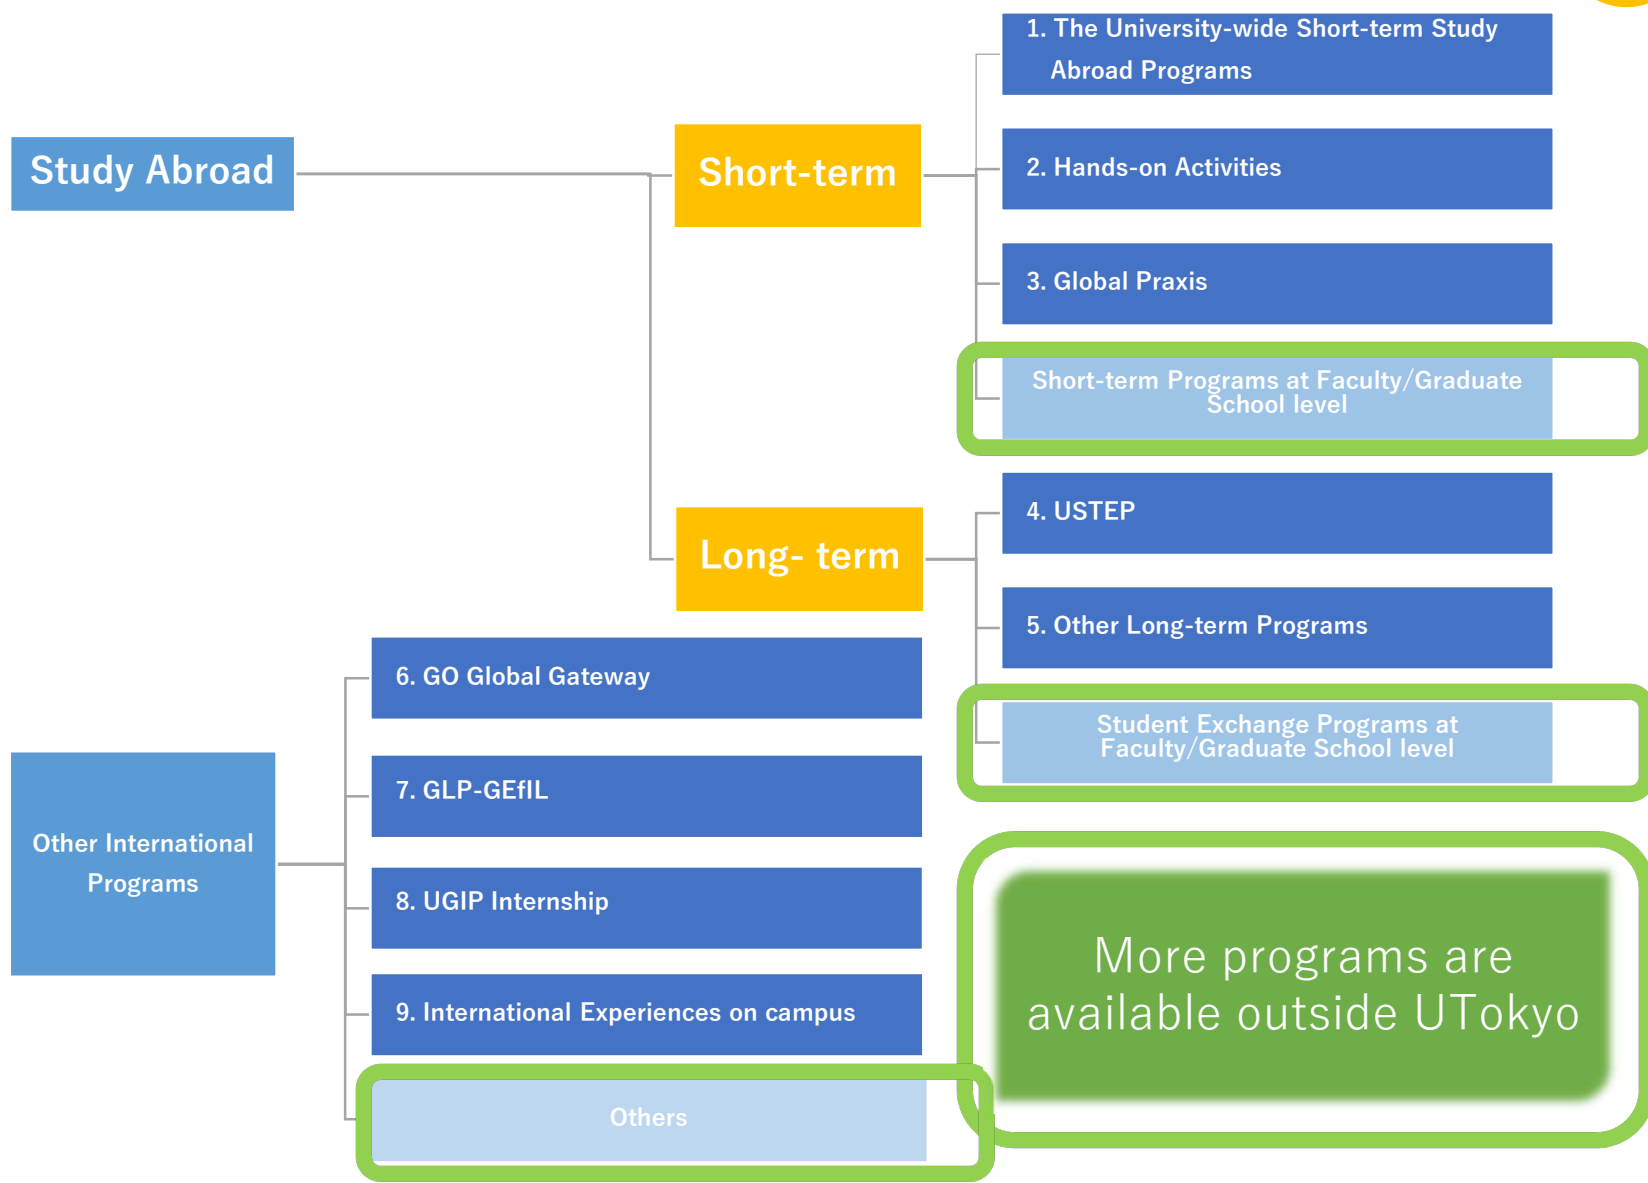 1. The University-wide Short-term Study
Abroad Programs
Study Abroad
Short-term
2. Hands-on Activities
3. Global Praxis
Short-term Programs at Faculty/Graduate
School level
Long- term
4. USTEP
5. Other Long-term Programs
Student Exchange Programs at
Faculty/Graduate School level
Other International
Programs
6. GO Global Gateway
7. GLP-GEfIL
8. UGIP Internship
9. International Experiences on campus
Others
More programs are
available outside UTokyo